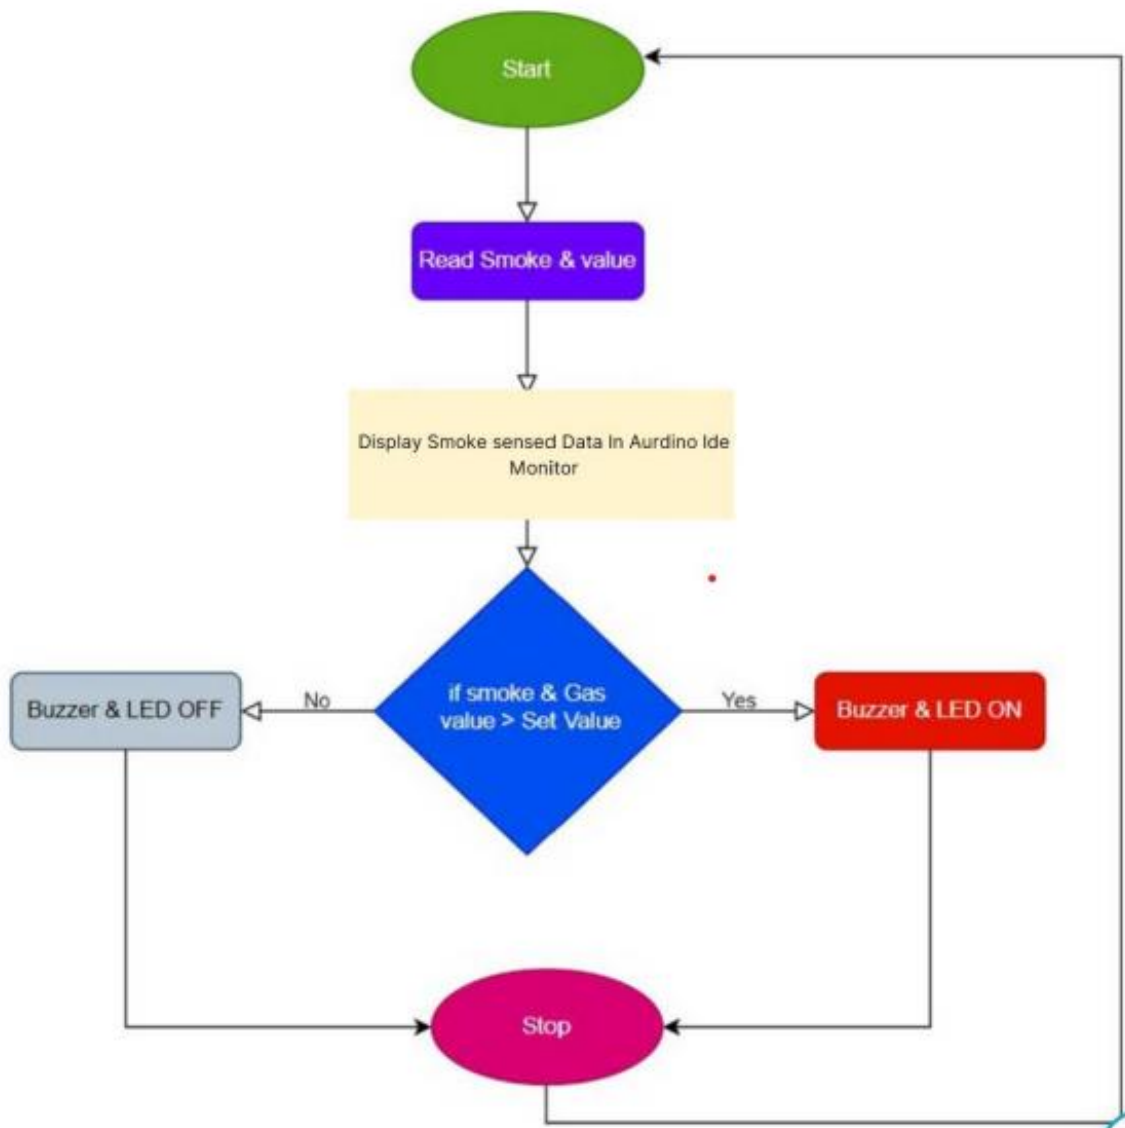 Start
Read Smoke & value
Display Smoke sensed Data In Aurdino Ide
Monitor
if smoke & Gas
value > Set Value
No
Yes
Buzzer & LED OFF
Buzzer & LED ON
Stop